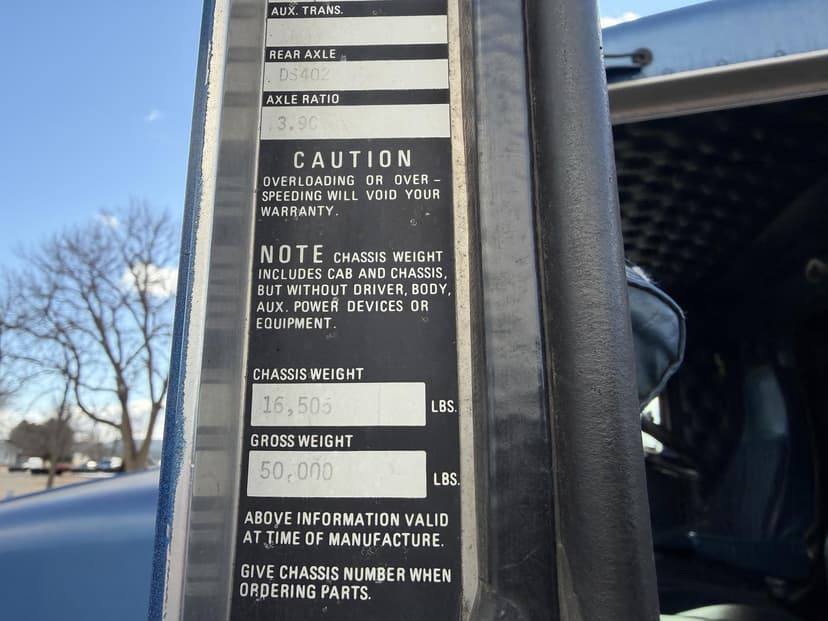 AUX. TRANS.
REAR AXLE
DS402
AXLE RATIO
3.90
CAUTION
OVERLOADING OR OVER-
SPEEDING WILL VOID YOUR
WARRANTY.
NOTE CHASSIS WEIGHT
INCLUDES CAB AND CHASSIS,
BUT WITHOUT DRIVER, BODY,
AUX. POWER DEVICES OR
EQUIPMENT.
CHASSIS WEIGHT
16,505 LBS.
GROSS WEIGHT
50,000 LBS.
ABOVE INFORMATION VALID
AT TIME OF MANUFACTURE.
GIVE CHASSIS NUMBER WHEN
ORDERING PARTS.